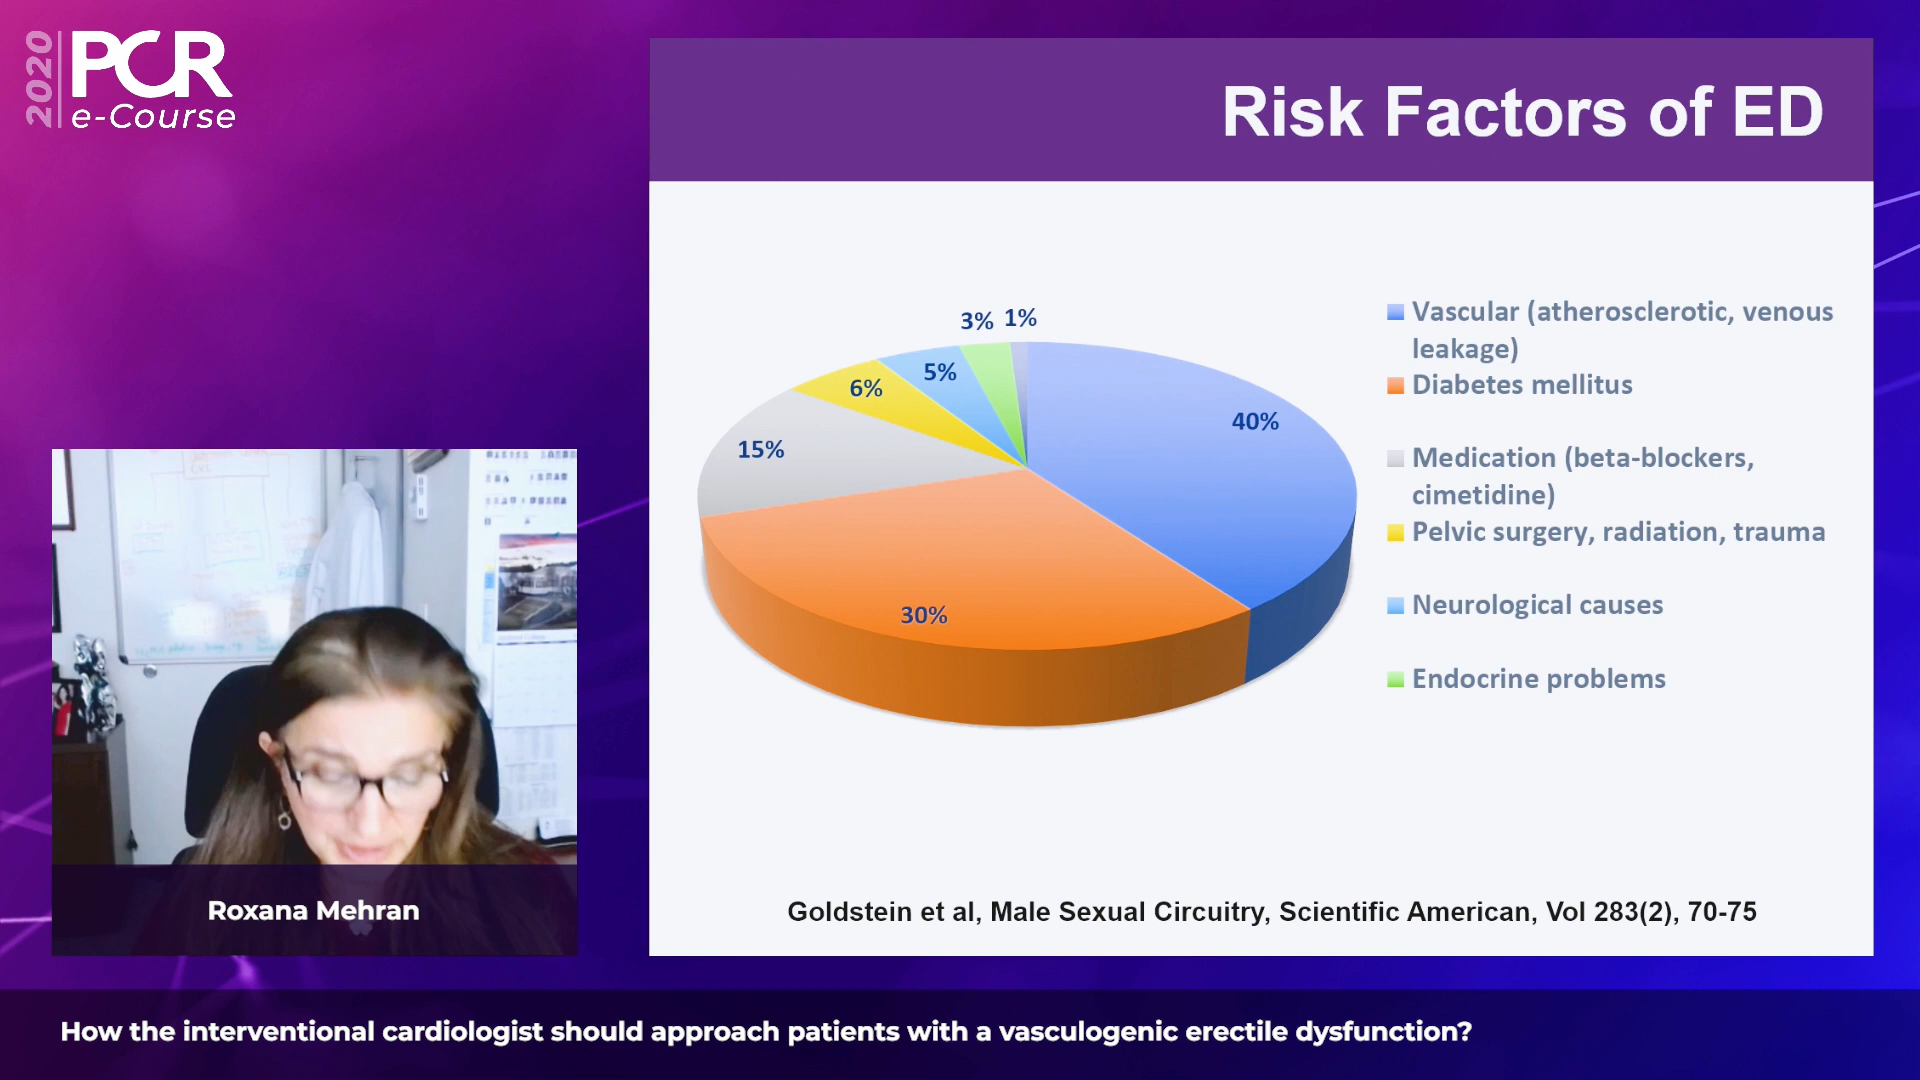 2020
PCR
e-Course
Risk Factors of ED
3% 1%
5%
6%
40%
15%
30%
Vascular (atherosclerotic, venous
leakage)
Diabetes mellitus
Medication (beta-blockers,
cimetidine)
Pelvic surgery, radiation, trauma
Neurological causes
Endocrine problems
Goldstein et al, Male Sexual Circuitry, Scientific American, Vol 283(2), 70-75
Roxana Mehran
How the interventional cardiologist should approach patients with a vasculogenic erectile dysfunction?